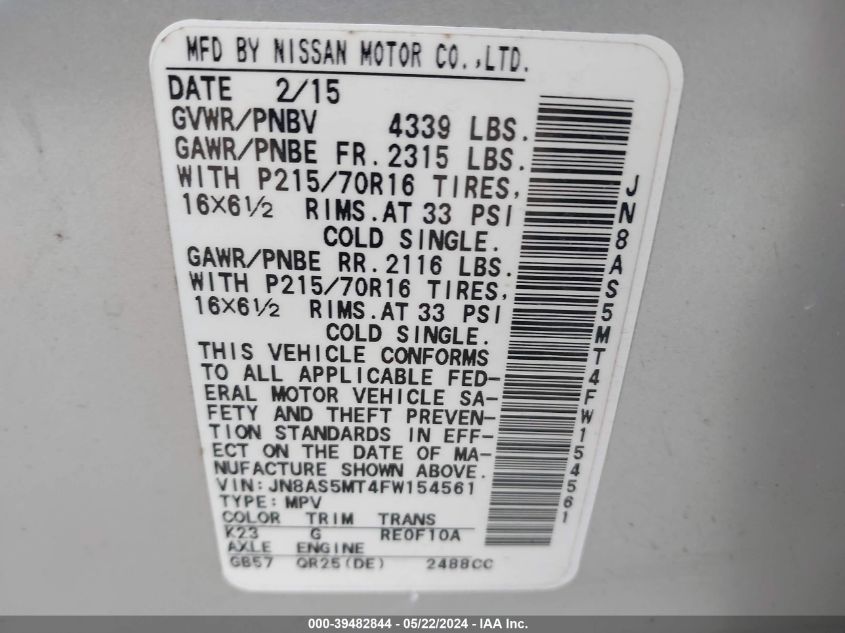 MFD BY NISSAN MOTOR CO.,LTD.
DATE 2/15
GVWR/PNBV 4339 LBS.
GAWR/PNBE FR. 2315 LBS.
WITH P215/70R16 TIRES,
16X6½ RIMS.AT 33 PSI
COLD SINGLE.
GAWR/PNBE RR. 2116 LBS.
WITH P215/70R16 TIRES,
16X6½ RIMS.AT 33 PSI
COLD SINGLE.
THIS VEHICLE CONFORMS
TO ALL APPLICABLE FED-
ERAL MOTOR VEHICLE SA-
FETY AND THEFT PREVEN-
TION STANDARDS IN EFF-
ECT ON THE DATE OF MA-
NUFACTURE SHOWN ABOVE.
VIN: JN8AS5MT4FW154561
TYPE: MPV
COLOR TRIM TRANS
K23 G RE0F10A
AXLE ENGINE
GB57 QR25(DE) 2488CC
JN8AS5MT4FW154561
000-39482844 - 05/22/2024 - IAA Inc.